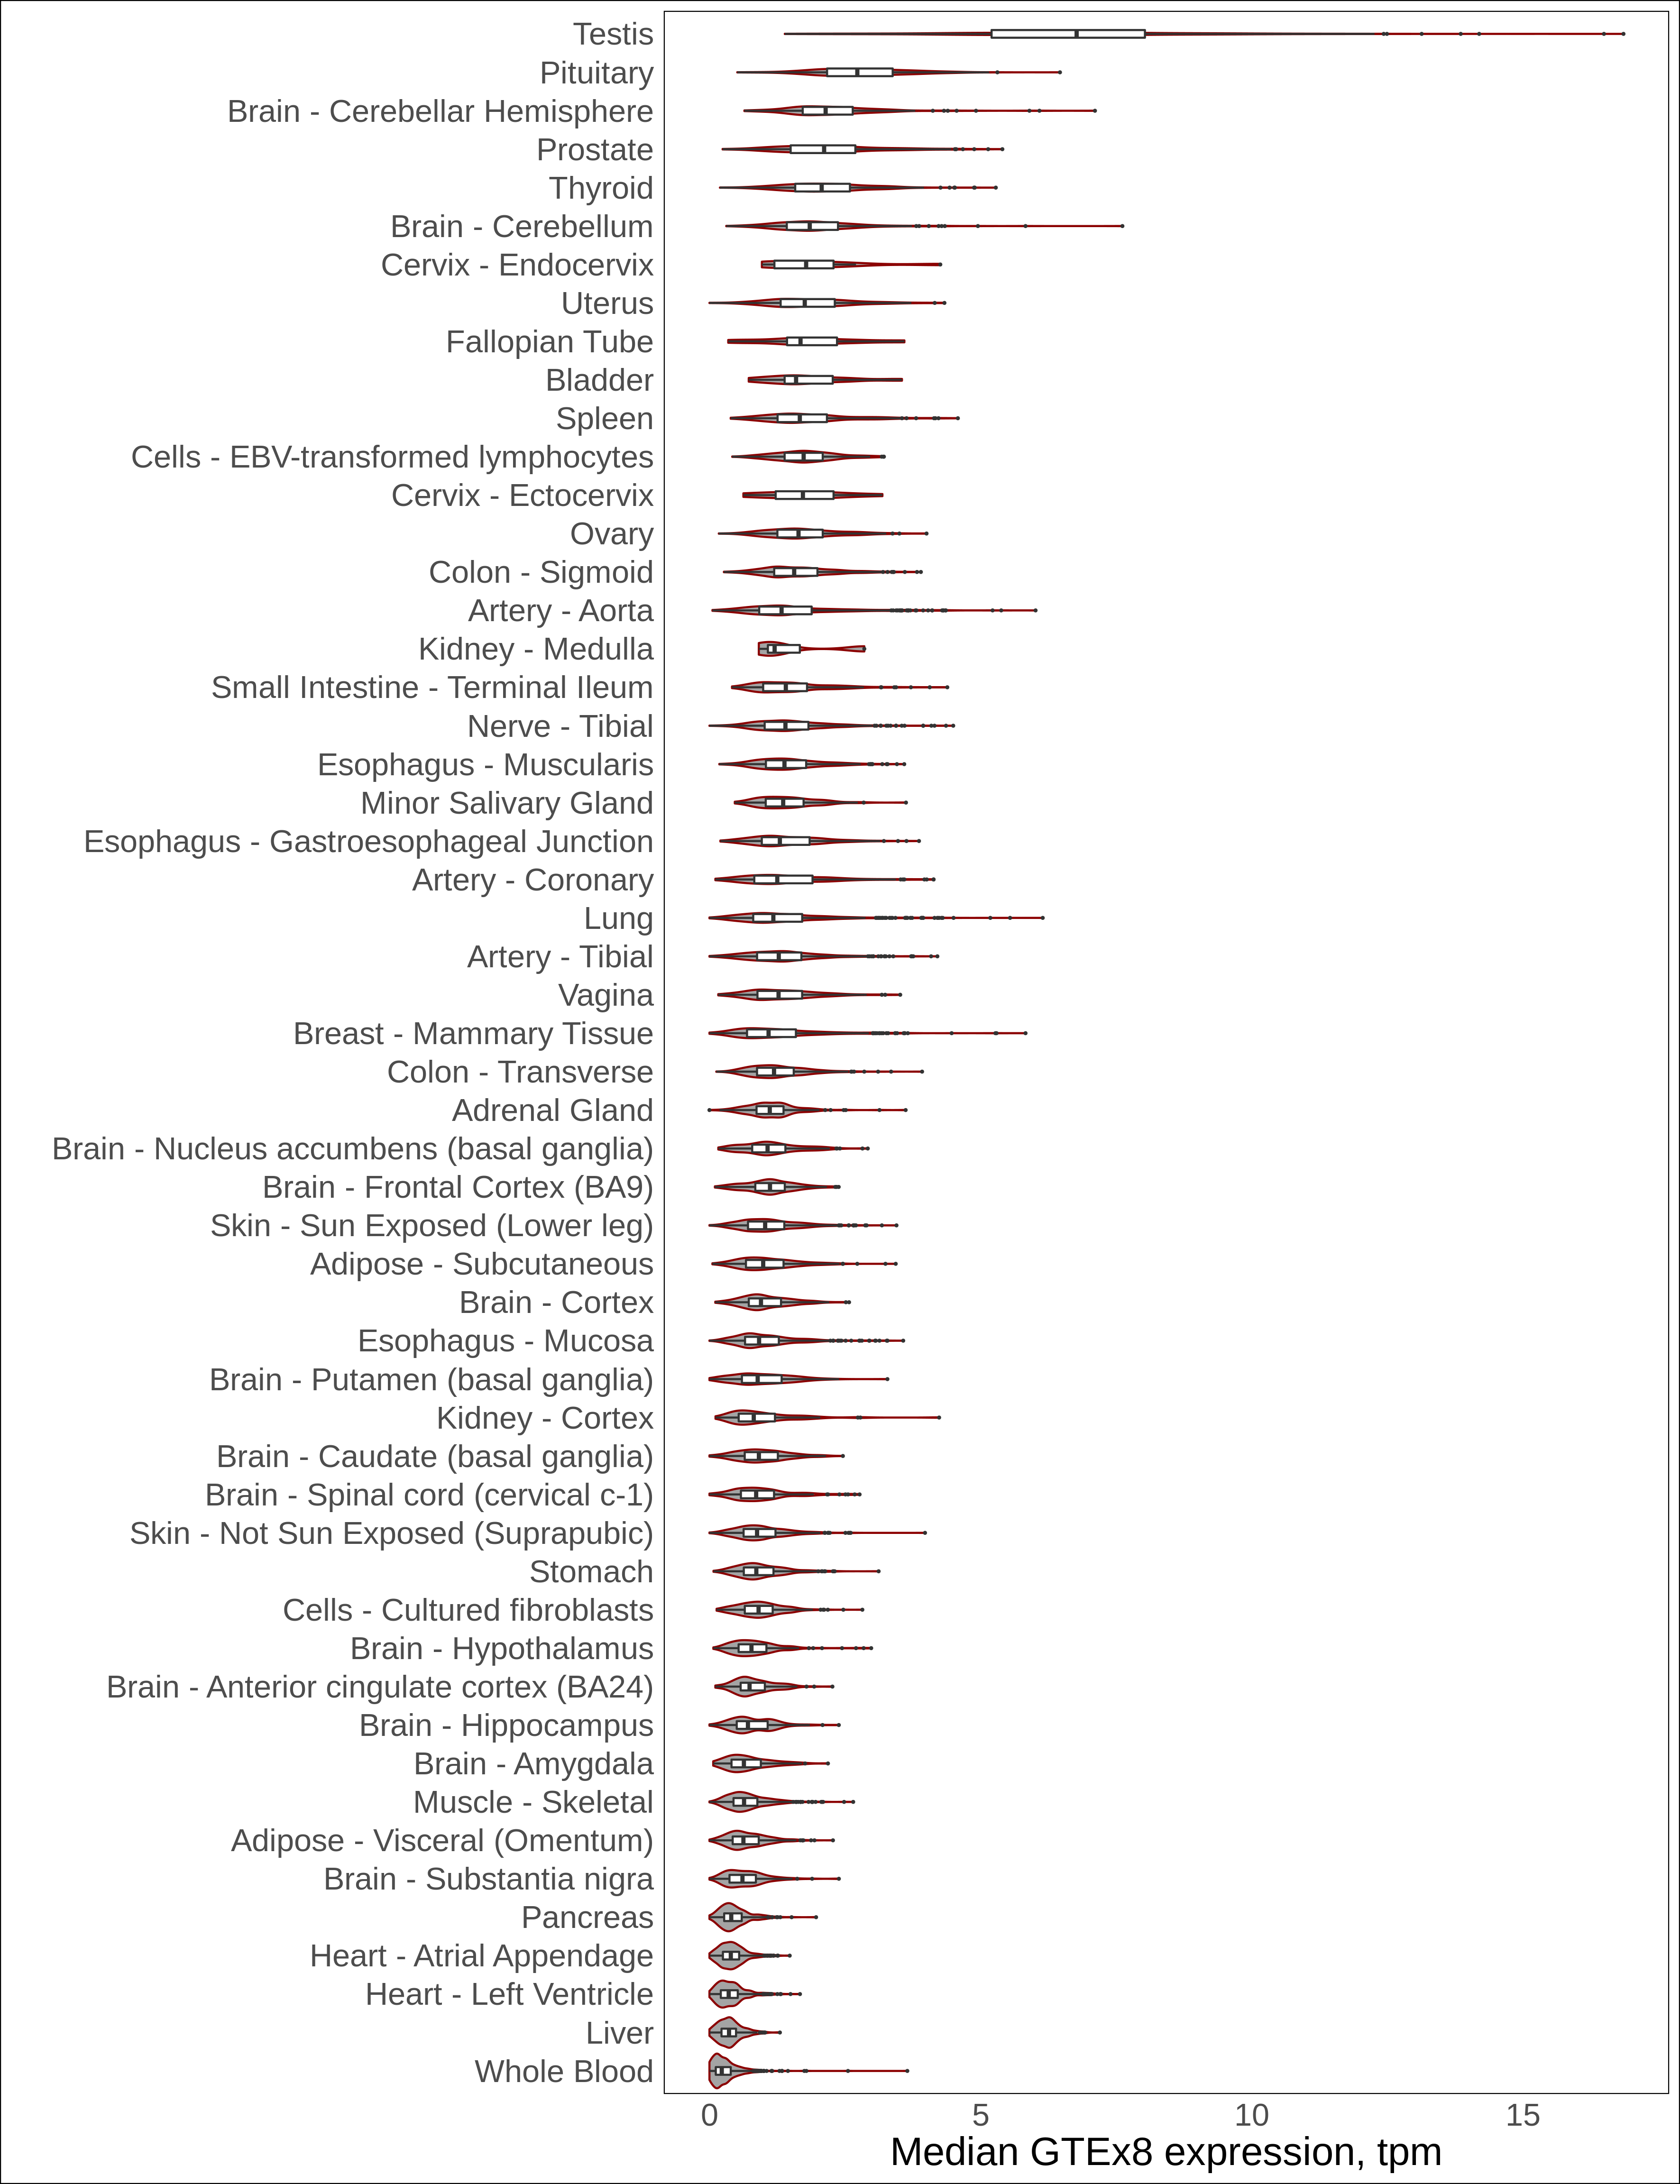 Testis
Pituitary
Brain - Cerebellar Hemisphere
Prostate
Thyroid
Brain - Cerebellum
Cervix - Endocervix
Uterus
Fallopian Tube
Bladder
Spleen
Cells - EBV-transformed lymphocytes
Cervix - Ectocervix
Ovary
Colon - Sigmoid
Artery - Aorta
Kidney - Medulla
Small Intestine - Terminal Ileum
Nerve - Tibial
Esophagus - Muscularis
Minor Salivary Gland
Esophagus - Gastroesophageal Junction
Artery - Coronary
Lung
Artery - Tibial
Vagina
Breast - Mammary Tissue
Colon - Transverse
Adrenal Gland
Brain - Nucleus accumbens (basal ganglia)
Brain - Frontal Cortex (BA9)
Skin - Sun Exposed (Lower leg)
Adipose - Subcutaneous
Brain - Cortex
Esophagus - Mucosa
Brain - Putamen (basal ganglia)
Kidney - Cortex
Brain - Caudate (basal ganglia)
Brain - Spinal cord (cervical c-1)
Skin - Not Sun Exposed (Suprapubic)
Stomach
Cells - Cultured fibroblasts
Brain - Hypothalamus
Brain - Anterior cingulate cortex (BA24)
Brain - Hippocampus
Brain - Amygdala
Muscle - Skeletal
Adipose - Visceral (Omentum)
Brain - Substantia nigra
Pancreas
Heart - Atrial Appendage
Heart - Left Ventricle
Liver
Whole Blood
0 5 10 15
Median GTEx8 expression, tpm